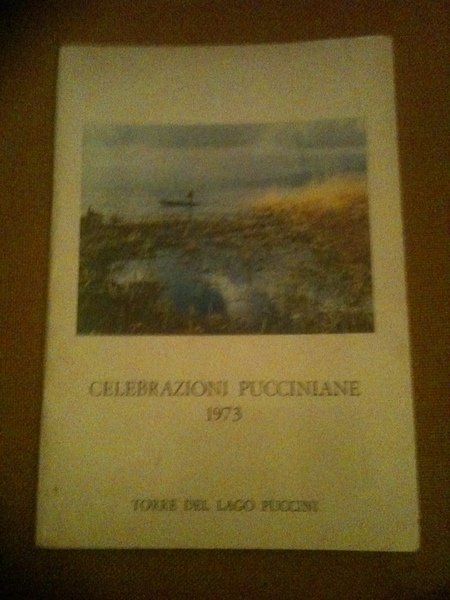 CELEBRAZIONI PUCCINIANE
1973
TORRE DEL LAGO PUCCINI